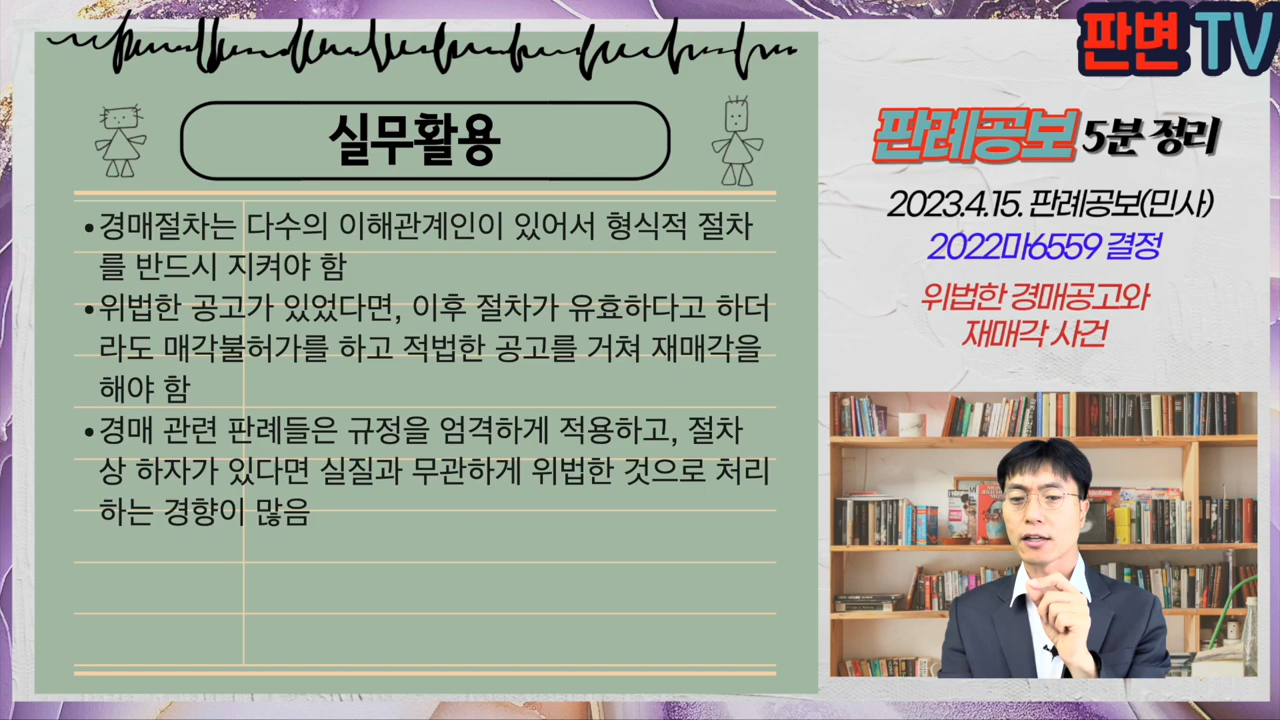 판변 TV
실무활용
•경매절차는 다수의 이해관계인이 있어서 형식적 절차
를 반드시 지켜야 함
•위법한 공고가 있었다면, 이후 절차가 유효하다고 하더
라도 매각불허가를 하고 적법한 공고를 거쳐 재매각을
해야 함
•경매 관련 판례들은 규정을 엄격하게 적용하고, 절차
상 하자가 있다면 실질과 무관하게 위법한 것으로 처리
하는 경향이 많음
판례공보 5분 정리
2023.4.15. 판례공보(민사)
2022마6559 결정
위법한 경매공고와
재매각 사건